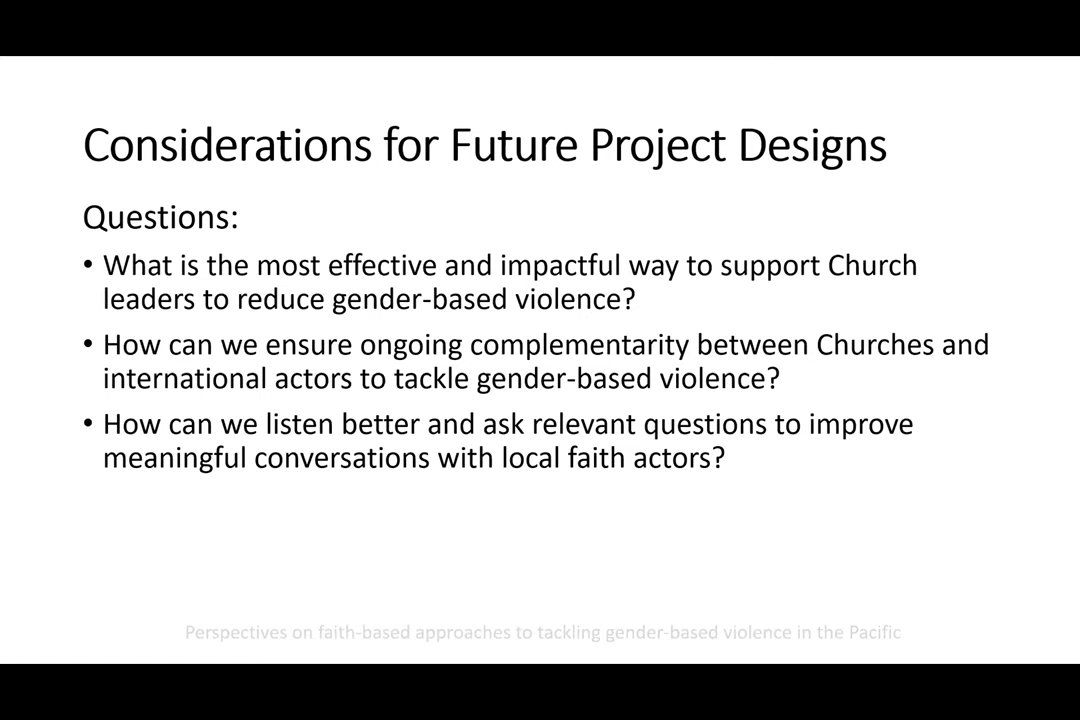 Considerations for Future Project Designs
Questions:
• What is the most effective and impactful way to support Church
leaders to reduce gender-based violence?
• How can we ensure ongoing complementarity between Churches and
international actors to tackle gender-based violence?
• How can we listen better and ask relevant questions to improve
meaningful conversations with local faith actors?
Perspectives on faith-based approaches to tackling gender-based violence in the Pacific